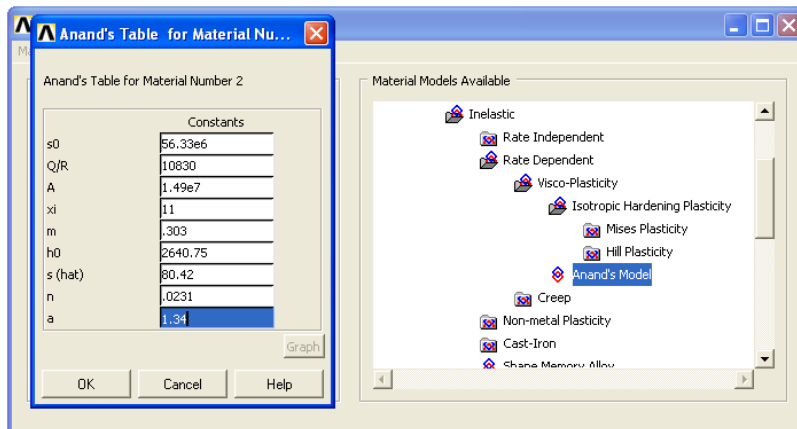 Anand's Table for Material Nu...
Anand's Table for Material Number 2
Constants
s0 56.33e6
Q/R 10830
A 1.49e7
xi 11
m .303
h0 2640.75
s (hat) 80.42
n .0231
a 1.34
Graph
OK Cancel Help
Material Models Available
Inelastic
Rate Independent
Rate Dependent
Visco-Plasticity
Isotropic Hardening Plasticity
Mises Plasticity
Hill Plasticity
Anand's Model
Creep
Non-metal Plasticity
Cast-Iron
Shape Memory Alloy